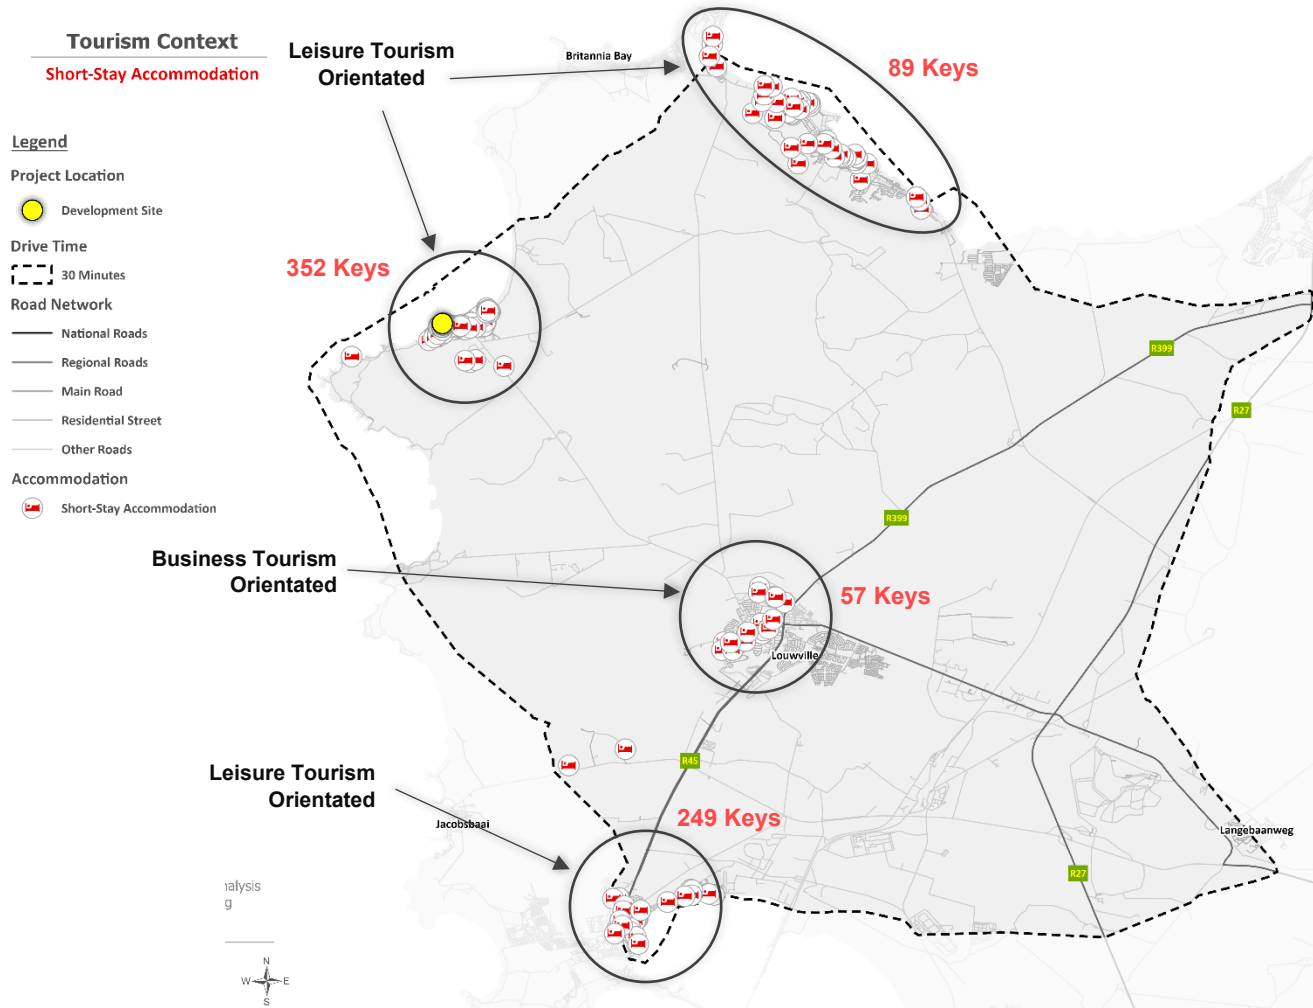 Tourism Context
Short-Stay Accommodation
Legend
Project Location
Development Site
Drive Time
30 Minutes
Road Network
National Roads
Regional Roads
Main Road
Residential Street
Other Roads
Accommodation
Short-Stay Accommodation
Leisure Tourism
Orientated
Britannia Bay
89 Keys
352 Keys
R399
R27
R399
Business Tourism
Orientated
57 Keys
Louwville
Leisure Tourism
Orientated
R45
249 Keys
Jacobsbaai
Langebaanweg
R27
nalysis
g
N
W
E
S